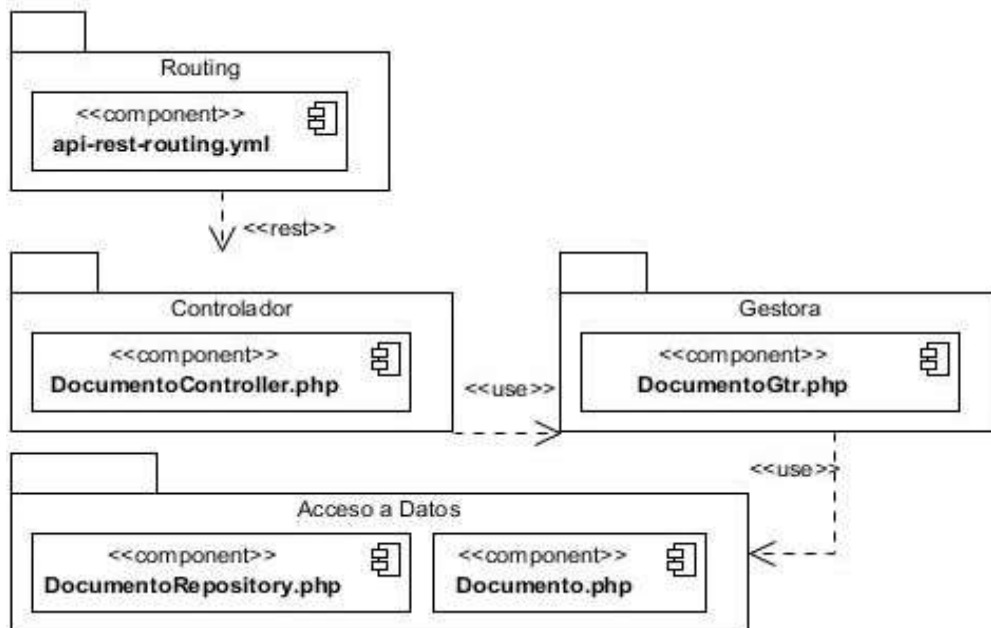 Routing
<<component>>
api-rest-routing.yml
<<rest>>
Controlador
<<component>>
DocumentoController.php
<<use>>
Gestora
<<component>>
DocumentoGtr.php
<<use>>
Acceso a Datos
<<component>>
DocumentoRepository.php
<<component>>
Documento.php